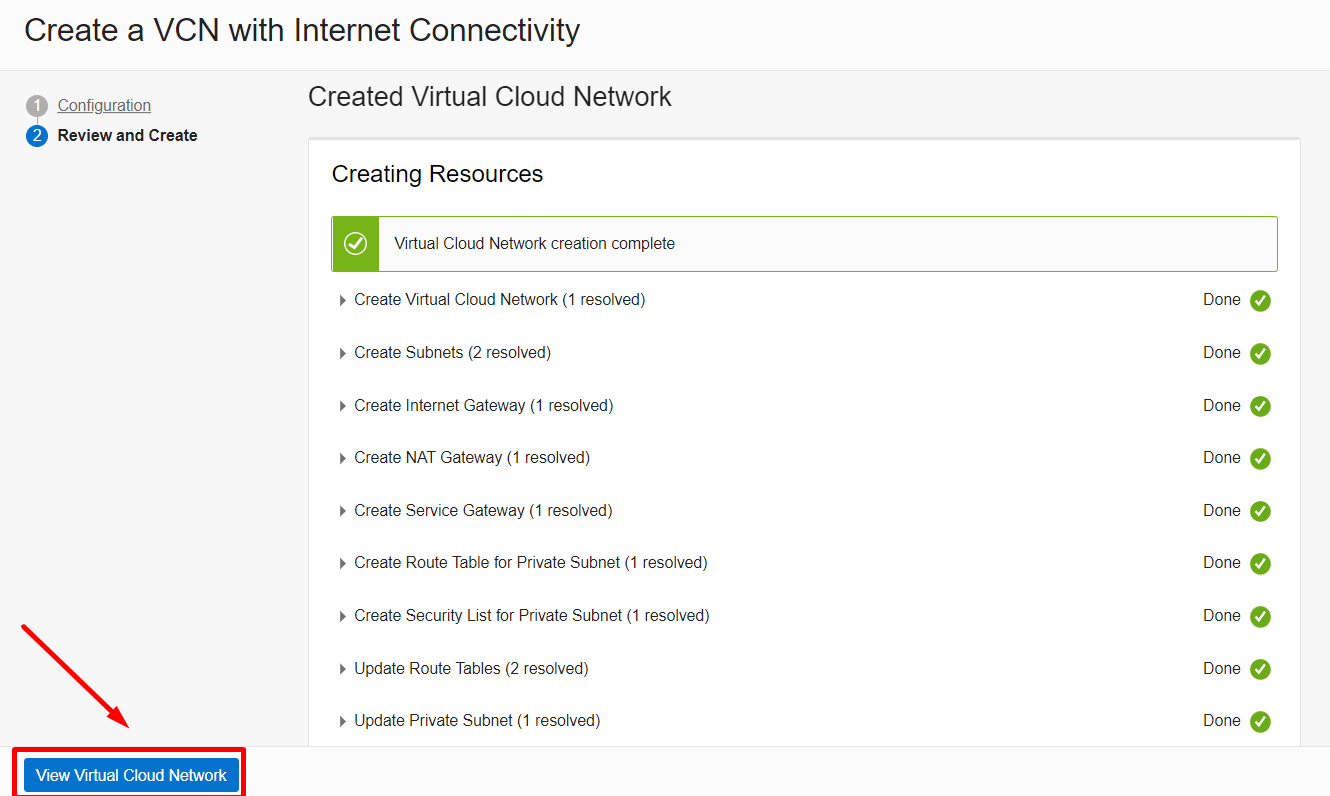 Create a VCN with Internet Connectivity
1 Configuration
2 Review and Create
Created Virtual Cloud Network
Creating Resources
Virtual Cloud Network creation complete
Create Virtual Cloud Network (1 resolved) Done
Create Subnets (2 resolved) Done
Create Internet Gateway (1 resolved) Done
Create NAT Gateway (1 resolved) Done
Create Service Gateway (1 resolved) Done
Create Route Table for Private Subnet (1 resolved) Done
Create Security List for Private Subnet (1 resolved) Done
Update Route Tables (2 resolved) Done
Update Private Subnet (1 resolved) Done
View Virtual Cloud Network